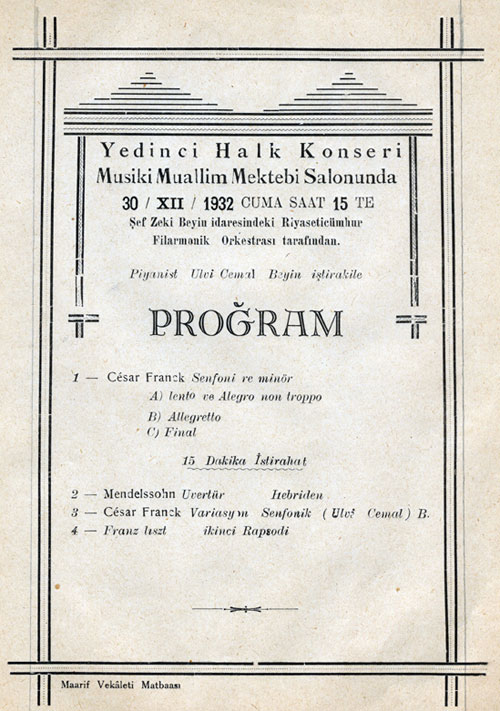 Yedinci Halk Konseri
Musiki Muallim Mektebi Salonunda
30 / XII / 1932 CUMA SAAT 15 TE
Şef Zeki Beyin idaresindeki Riyaseticümhur
Filarmonik Orkestrası tarafından.
Piyanist Ulvi Cemal Beyin iştirakile
PROĞRAM
1 — César Franck Senfoni re minör
A) lento ve Alegro non troppo
B) Allegretto
C) Final
15 Dakika İstirahat
2 — Mendelssohn Uvertür Hebriden
3 — César Franck Variasyın Senfonik (Ulvi Cemal) B.
4 — Franz lıszt ikinci Rapsodi
Maarif Vekâleti Matbaası